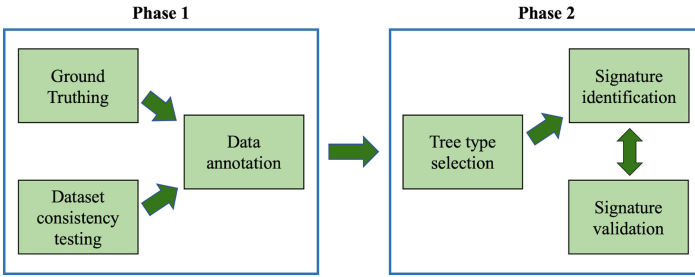 Phase 1
Ground
Truthing
Dataset
consistency
testing
Data
annotation
Phase 2
Tree type
selection
Signature
identification
Signature
validation